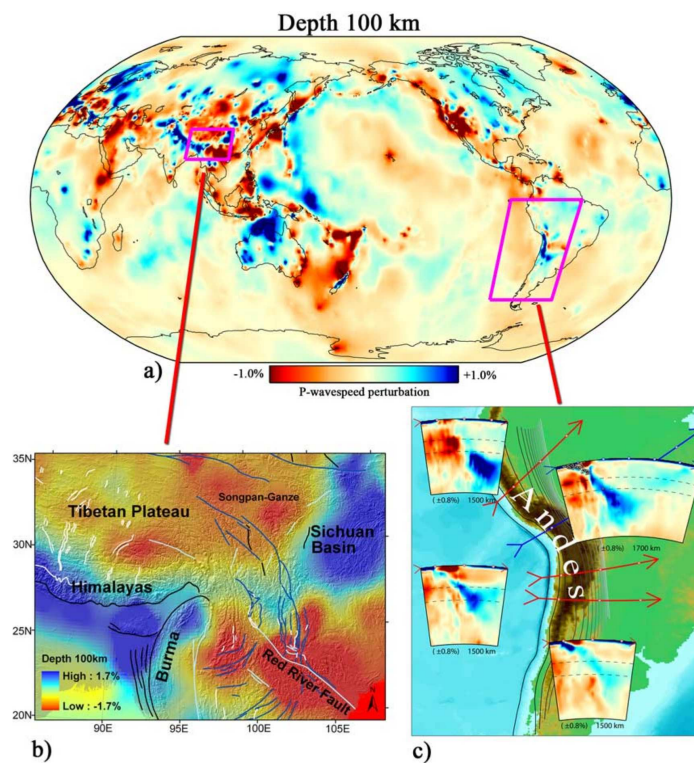 Depth 100 km
a)
-1.0%
+1.0%
P-wavespeed perturbation
b)
35N
30N
25N
20N
90E
95E
100E
105E
Songpan-Ganze
Tibetan Plateau
Sichuan
Basin
Himalayas
Burma
Red River Fault
Depth 100km
High : 1.7%
Low : -1.7%
N
c)
Andes
(±0.8%) 1500 km
(±0.8%) 1700 km
(±0.8%) 1500 km
(±0.8%)
1500 km